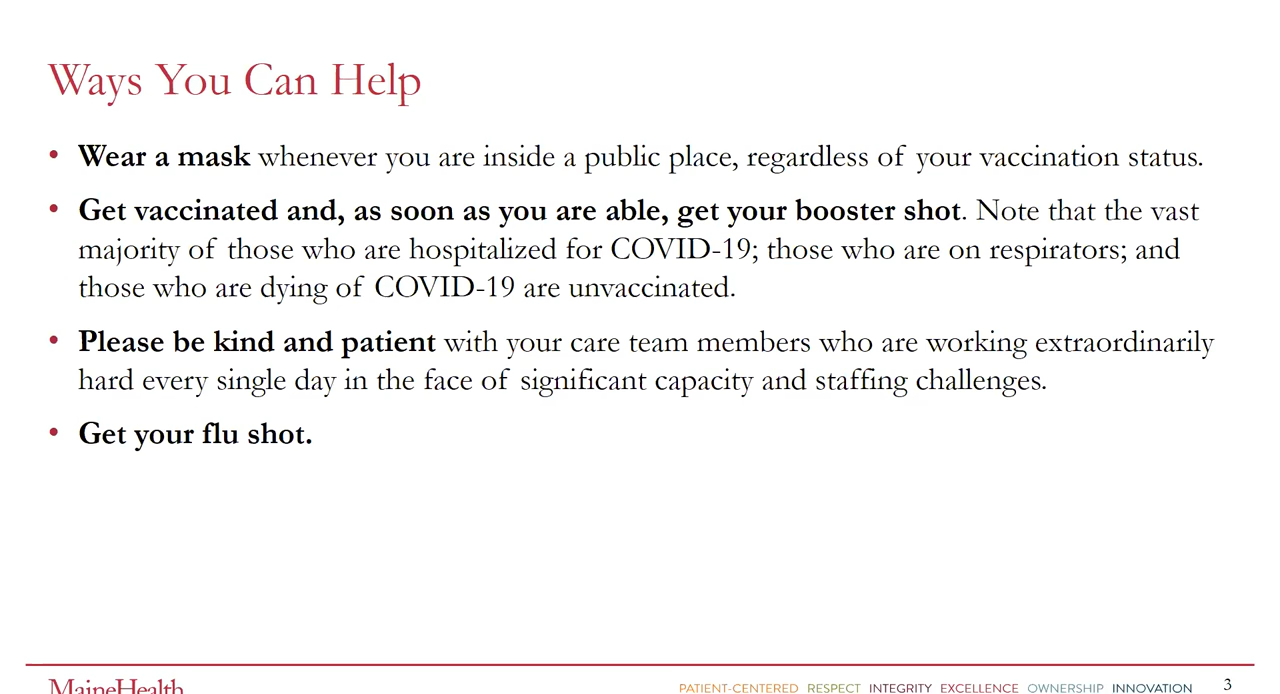 Ways You Can Help
• Wear a mask whenever you are inside a public place, regardless of your vaccination status.
• Get vaccinated and, as soon as you are able, get your booster shot. Note that the vast
majority of those who are hospitalized for COVID-19; those who are on respirators; and
those who are dying of COVID-19 are unvaccinated.
• Please be kind and patient with your care team members who are working extraordinarily
hard every single day in the face of significant capacity and staffing challenges.
• Get your flu shot.
MaineHealth PATIENT-CENTERED RESPECT INTEGRITY EXCELLENCE OWNERSHIP INNOVATION 3